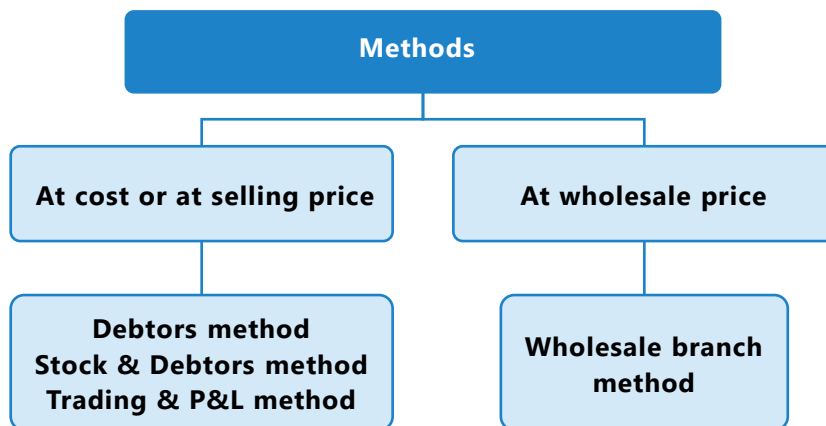 Methods
At cost or at selling price
At wholesale price
Debtors method
Stock & Debtors method
Trading & P&L method
Wholesale branch
method